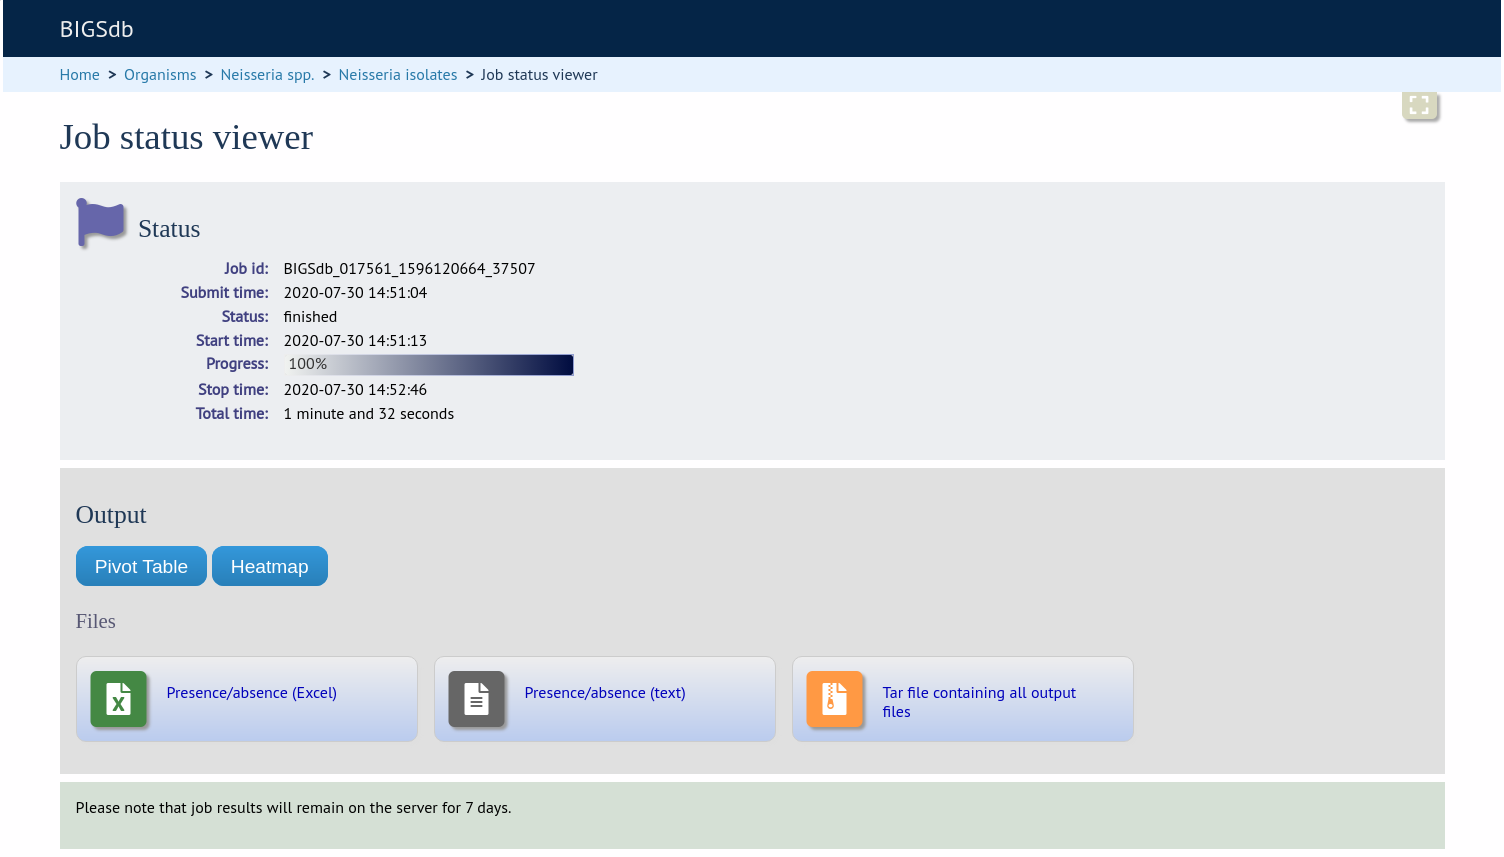 BIGSdb
Home > Organisms > Neisseria spp. > Neisseria isolates > Job status viewer
Job status viewer
Status
Job id: BIGSdb_017561_1596120664_37507
Submit time: 2020-07-30 14:51:04
Status: finished
Start time: 2020-07-30 14:51:13
Progress: 100%
Stop time: 2020-07-30 14:52:46
Total time: 1 minute and 32 seconds
Output
Pivot Table Heatmap
Files
Presence/absence (Excel) Presence/absence (text) Tar file containing all output
files
Please note that job results will remain on the server for 7 days.